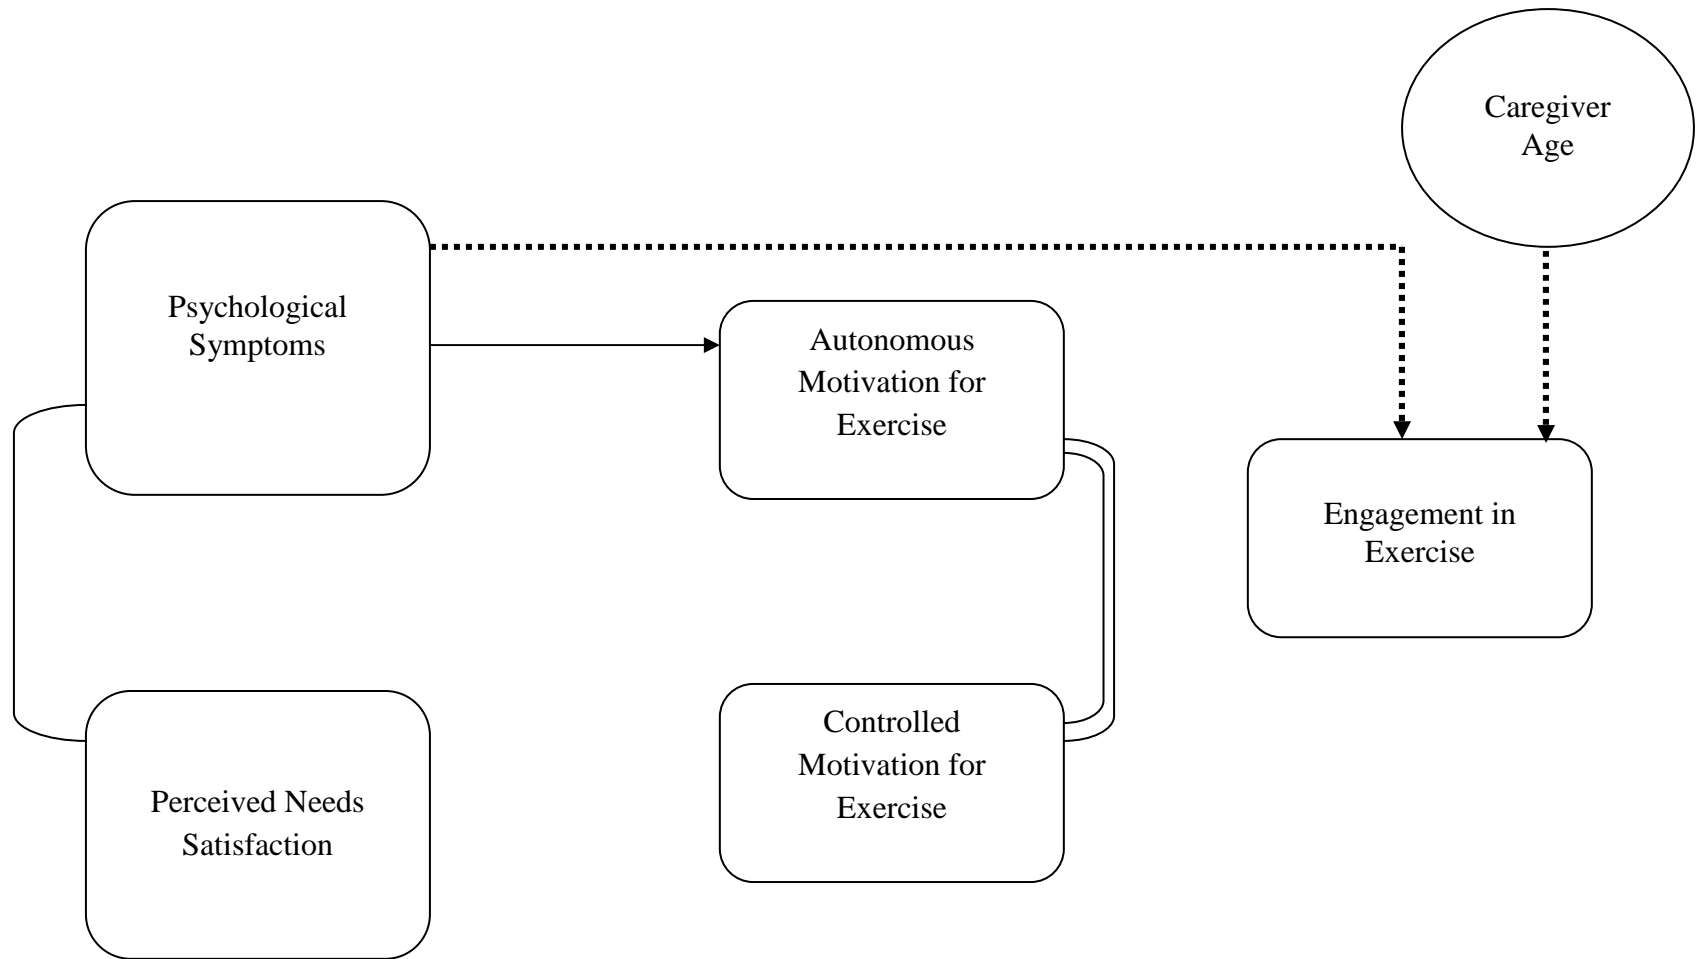 Caregiver
Age
Psychological
Symptoms
Autonomous
Motivation for
Exercise
Engagement in
Exercise
Controlled
Motivation for
Exercise
Perceived Needs
Satisfaction